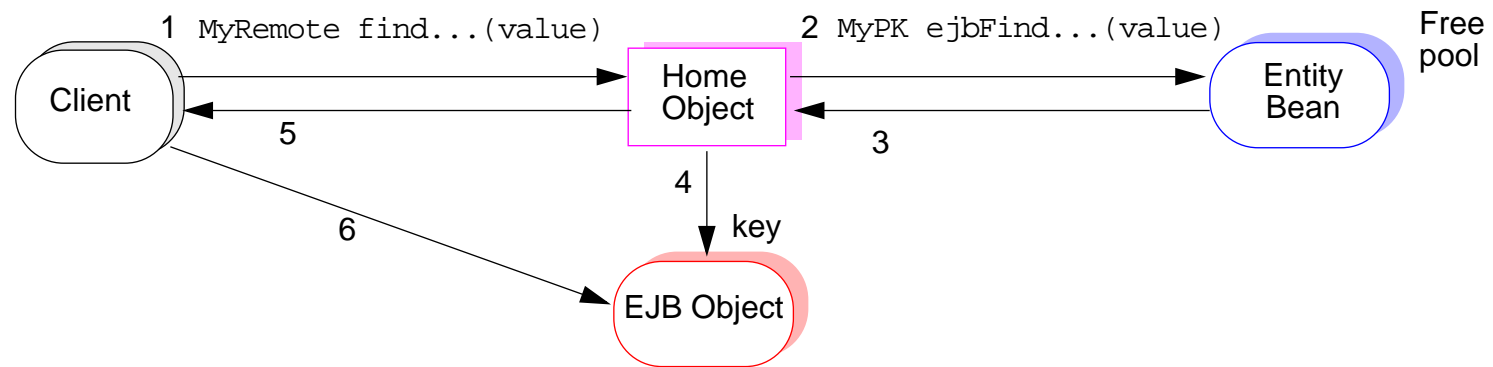 1 MyRemote find...(value)
2 MyPK ejbFind...(value)
Free
pool
Client
Home
Object
Entity
Bean
5
3
4
key
6
EJB Object